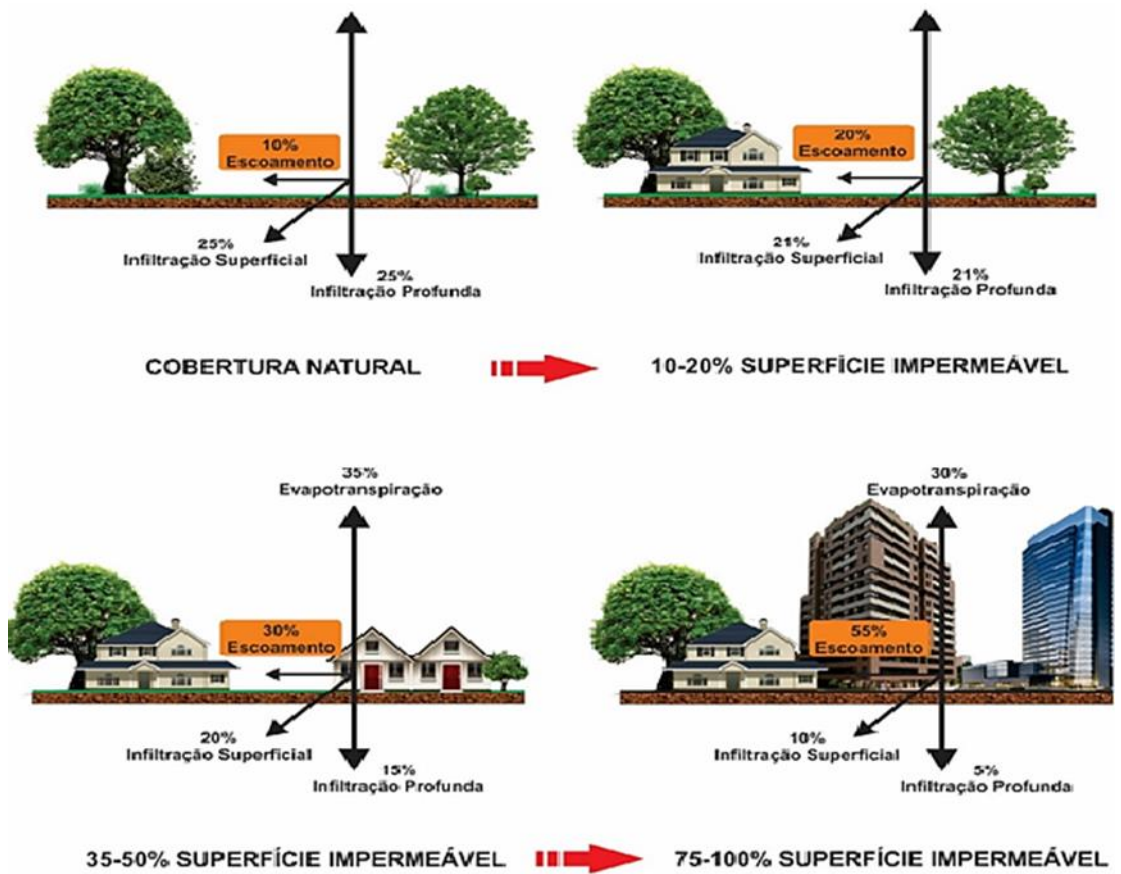 10%
Escoamento
25%
Infiltração Superficial
25%
Infiltração Profunda
COBERTURA NATURAL
20%
Escoamento
21%
Infiltração Superficial
21%
Infiltração Profunda
10-20% SUPERFÍCIE IMPERMEÁVEL
35%
Evapotranspiração
30%
Escoamento
20%
Infiltração Superficial
15%
Infiltração Profunda
35-50% SUPERFÍCIE IMPERMEÁVEL
30%
Evapotranspiração
55%
Escoamento
10%
Infiltração Superficial
5%
Infiltração Profunda
75-100% SUPERFÍCIE IMPERMEÁVEL